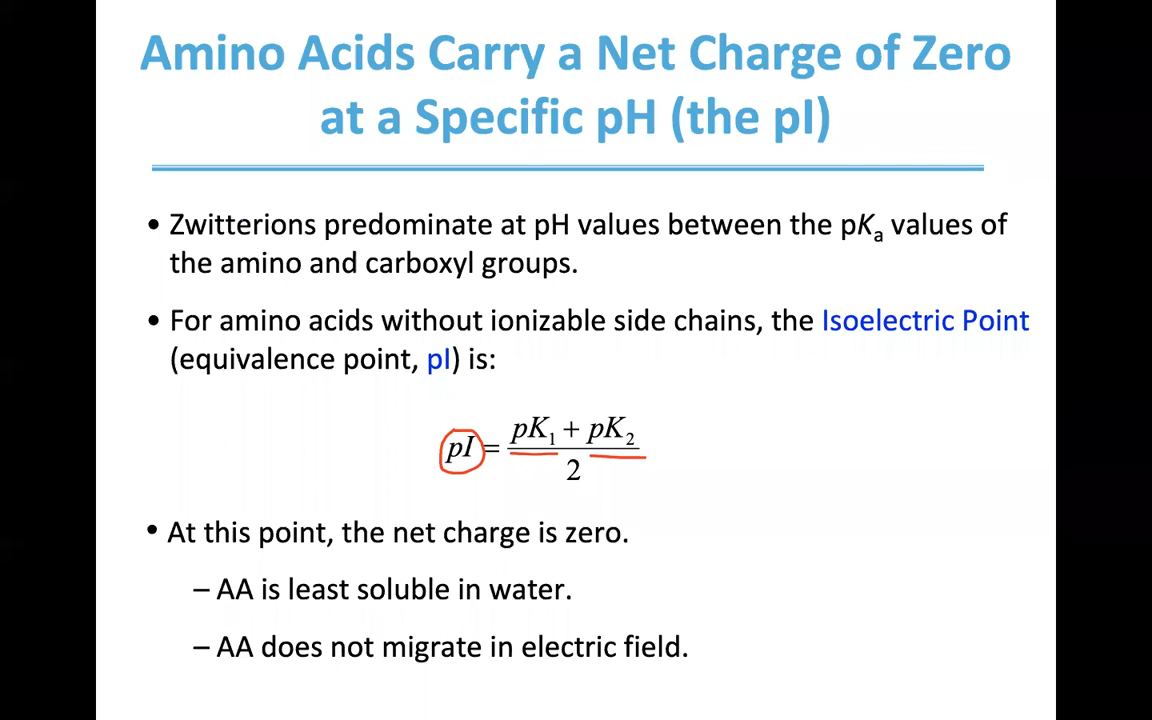 Amino Acids Carry a Net Charge of Zero
at a Specific pH (the pI)
• Zwitterions predominate at pH values between the pKₐ values of
the amino and carboxyl groups.
• For amino acids without ionizable side chains, the Isoelectric Point
(equivalence point, pI) is:
pI = (pK₁ + pK₂) / 2
• At this point, the net charge is zero.
– AA is least soluble in water.
– AA does not migrate in electric field.